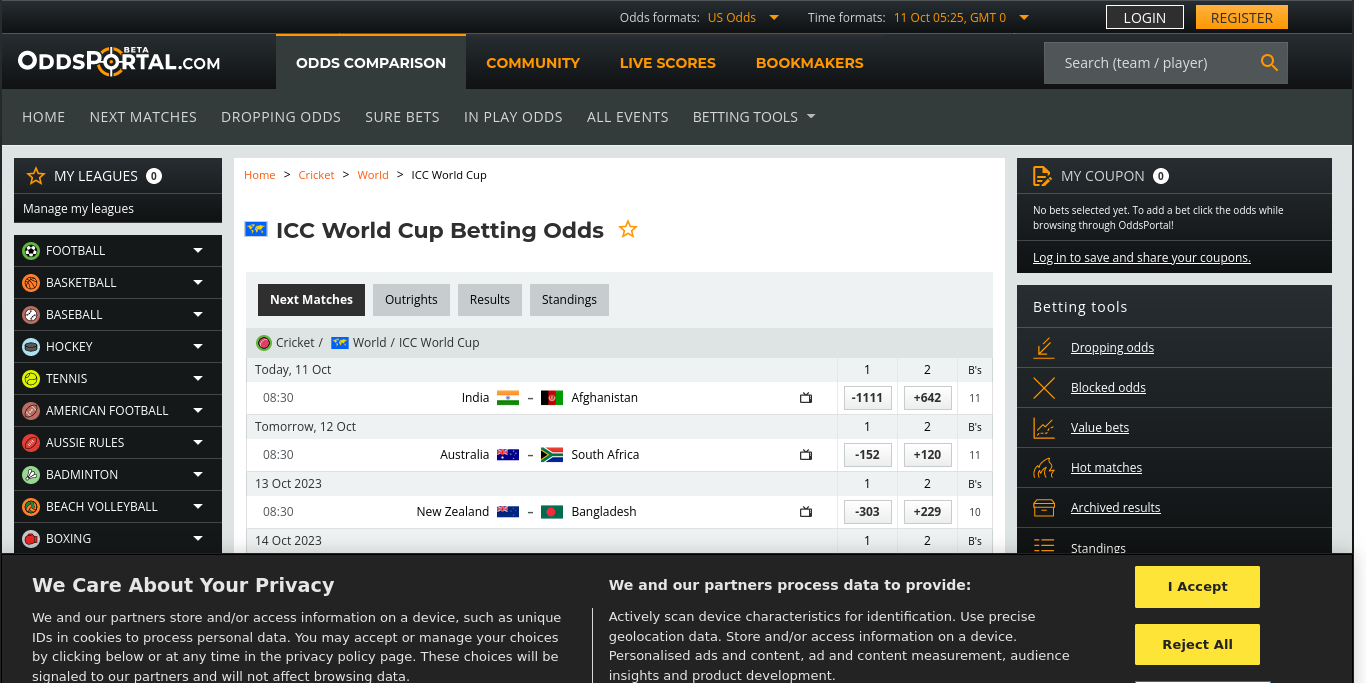 Odds formats: US Odds
Time formats: 11 Oct 05:25, GMT 0
LOGIN
REGISTER
ODDSPORTAL.COM
BETA
ODDS COMPARISON
COMMUNITY
LIVE SCORES
BOOKMAKERS
Search (team / player)
HOME
NEXT MATCHES
DROPPING ODDS
SURE BETS
IN PLAY ODDS
ALL EVENTS
BETTING TOOLS
MY LEAGUES 0
Manage my leagues
FOOTBALL
BASKETBALL
BASEBALL
HOCKEY
TENNIS
AMERICAN FOOTBALL
AUSSIE RULES
BADMINTON
BEACH VOLLEYBALL
BOXING
Home > Cricket > World > ICC World Cup
ICC World Cup Betting Odds
Next Matches
Outrights
Results
Standings
Cricket / World / ICC World Cup
Today, 11 Oct 1 2 B's
08:30 India – Afghanistan -1111 +642 11
Tomorrow, 12 Oct 1 2 B's
08:30 Australia – South Africa -152 +120 11
13 Oct 2023 1 2 B's
08:30 New Zealand – Bangladesh -303 +229 10
14 Oct 2023 1 2 B's
MY COUPON 0
No bets selected yet. To add a bet click the odds while
browsing through OddsPortal!
Log in to save and share your coupons.
Betting tools
Dropping odds
Blocked odds
Value bets
Hot matches
Archived results
Standings
We Care About Your Privacy
We and our partners store and/or access information on a device, such as unique
IDs in cookies to process personal data. You may accept or manage your choices
by clicking below or at any time in the privacy policy page. These choices will be
signaled to our partners and will not affect browsing data.
We and our partners process data to provide:
Actively scan device characteristics for identification. Use precise
geolocation data. Store and/or access information on a device.
Personalised ads and content, ad and content measurement, audience
insights and product development.
I Accept
Reject All